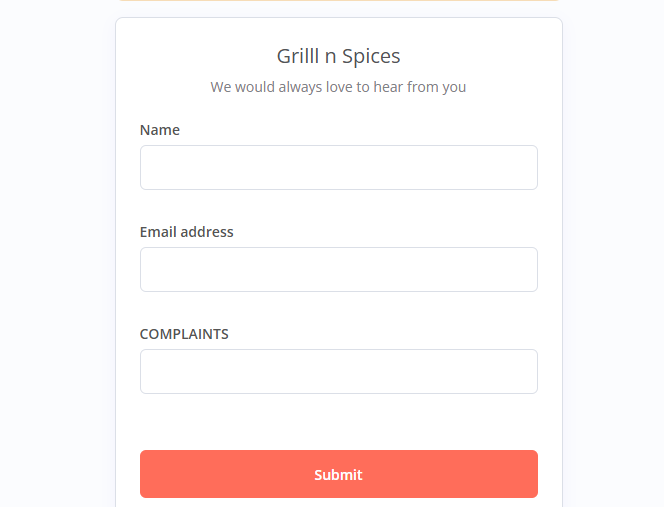 Grilll n Spices
We would always love to hear from you
Name
Email address
COMPLAINTS
Submit